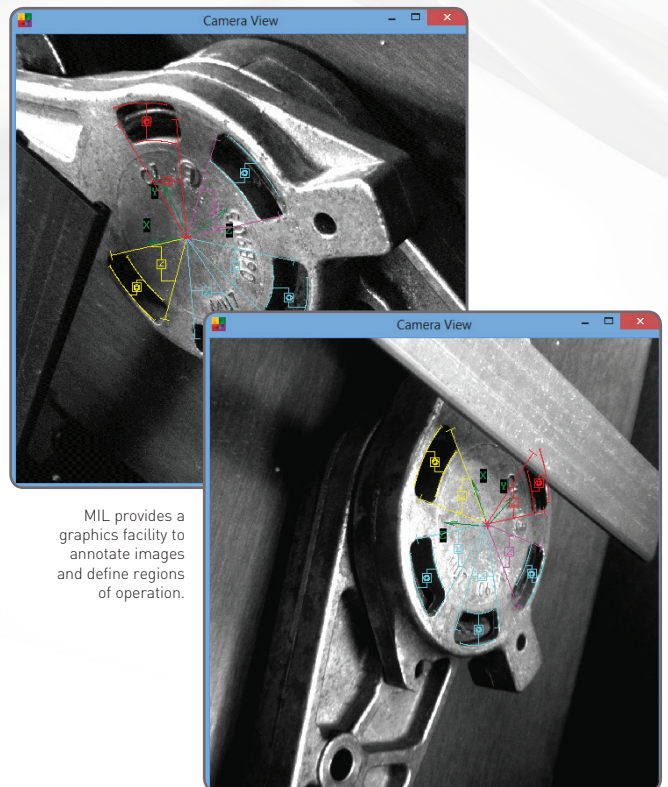 Camera View
Camera View
MIL provides a
graphics facility to
annotate images
and define regions
of operation.